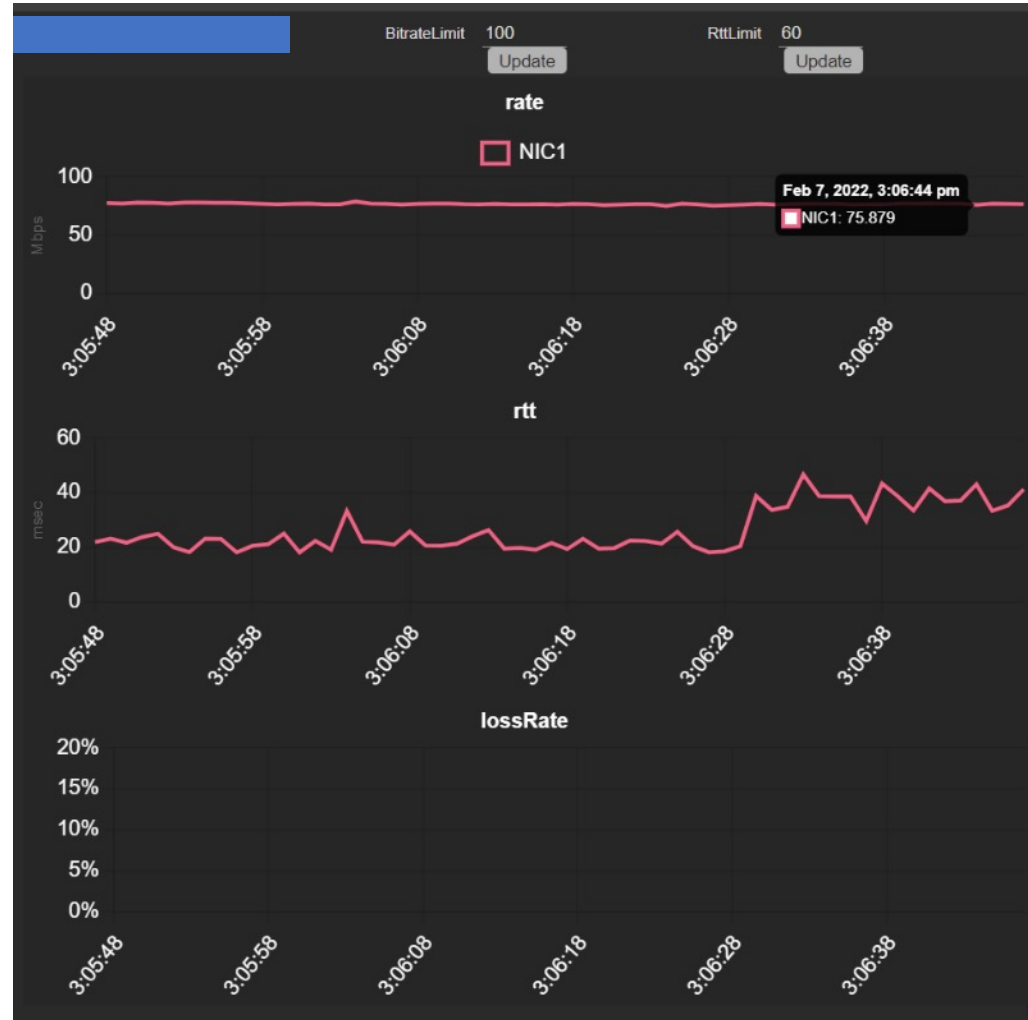 BitrateLimit 100 RttLimit 60
Update Update
rate
NIC1
100
50
0
Mbps
Feb 7, 2022, 3:06:44 pm
NIC1: 75.879
3:05:48 3:05:58 3:06:08 3:06:18 3:06:28 3:06:38
rtt
60
40
20
0
msec
3:05:48 3:05:58 3:06:08 3:06:18 3:06:28 3:06:38
lossRate
20%
15%
10%
5%
0%
3:05:48 3:05:58 3:06:08 3:06:18 3:06:28 3:06:38